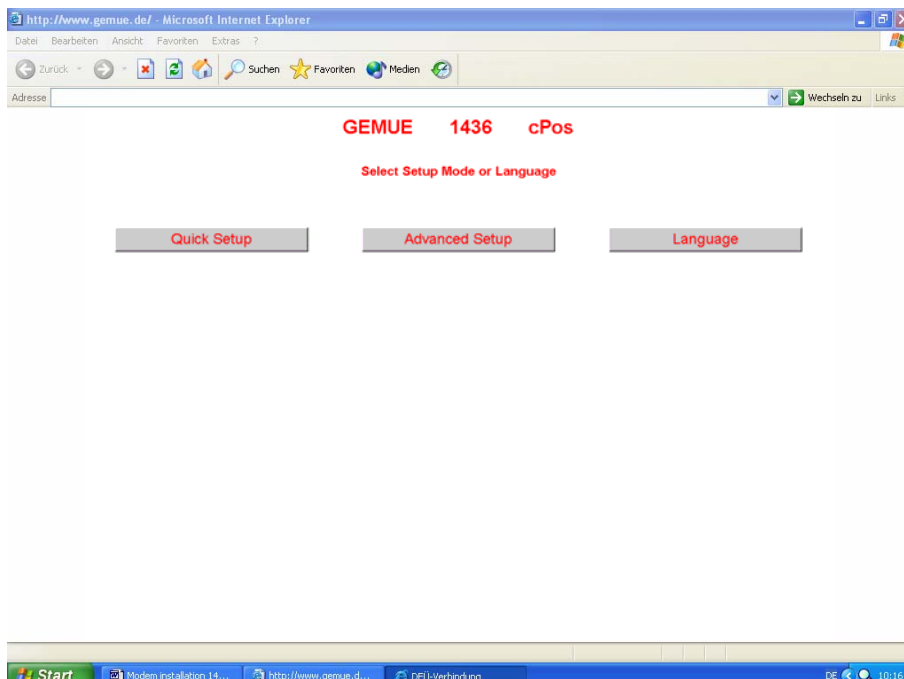 http://www.gemue.de/ - Microsoft Internet Explorer
Datei Bearbeiten Ansicht Favoriten Extras ?
Zurück Suchen Favoriten Medien
Adresse Wechseln zu Links
GEMUE 1436 cPos
Select Setup Mode or Language
Quick Setup Advanced Setup Language
Start Modem installation 14... http://www.gemue.d... DFÜ-Verbindung DE 10:16